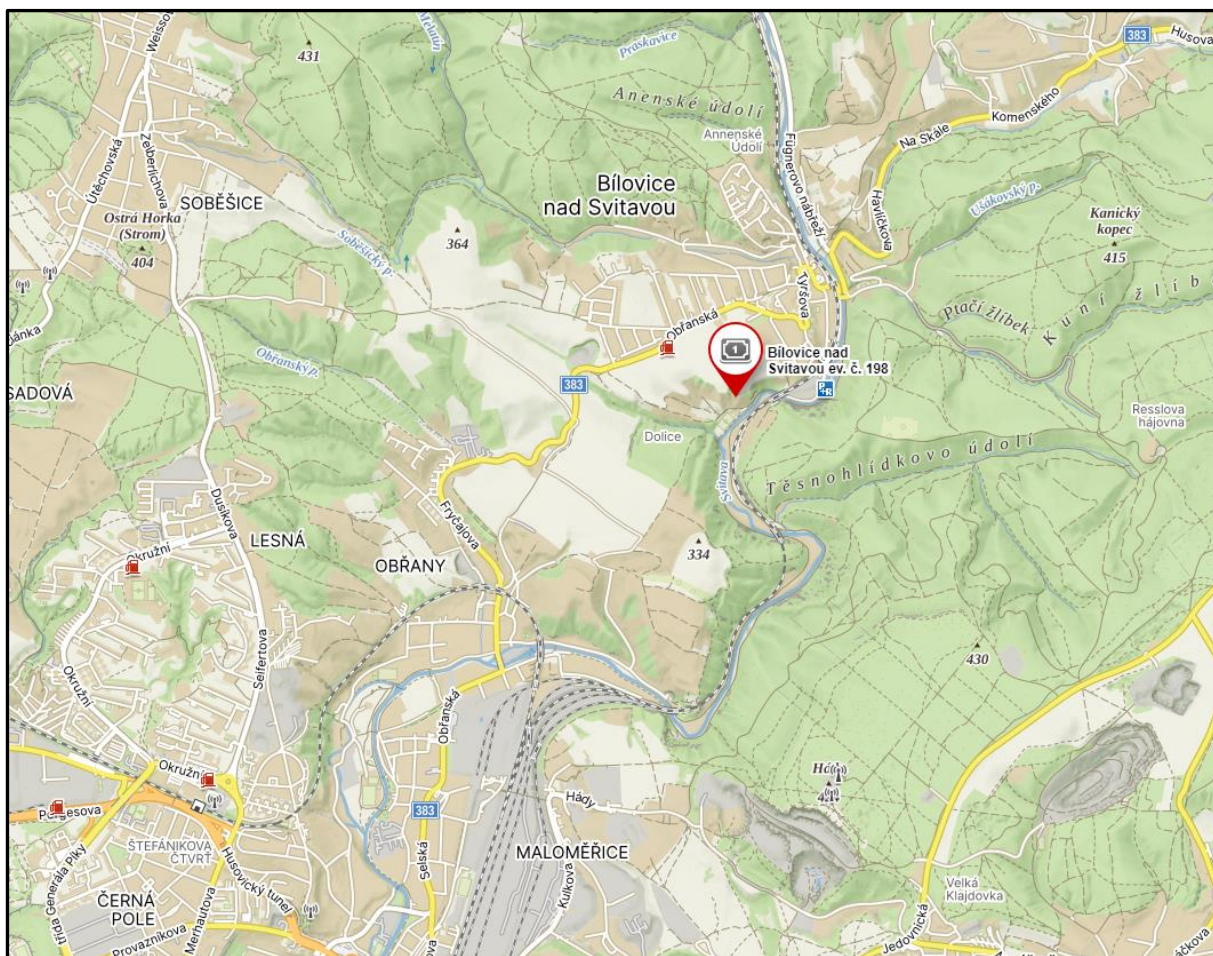 Weissova
431
Melatín
Praskavice
383
Husova
Komenského
Na Skále
Anenské údolí
Annenské
Údolí
Fügnerovo nábřeží
Útěchovská
Zelberlichova
SOBĚŠICE
Ostrá Horka
(Strom)
404
Bílovice
nad Svitavou
Havlíčkova
Ušákovský p.
Kanický
kopec
415
Soběšický p.
364
Tyršova
Ptačí žlíbek
Kuní žlíb
Obřanská
1
Bílovice nad
Svitavou ev. č. 198
P+R
Obřanský p.
383
SADOVÁ
Resslova
hájovna
Dolice
Těsnohlídkovo údolí
Svitava
Dusíkova
Fryčajova
LESNÁ
Okružní
OBŘANY
334
430
Seifertova
Okružní
Obřanská
Okružní
Porgesova
383
Hády
ŠTEFÁNIKOVA
ČTVRŤ
Husovický tunel
Selská
MALOMĚŘICE
Kulkova
Velká
Klajdovka
třída Generála Píky
ČERNÁ
POLE
Merhautova
Provazníkova
Jedovnická